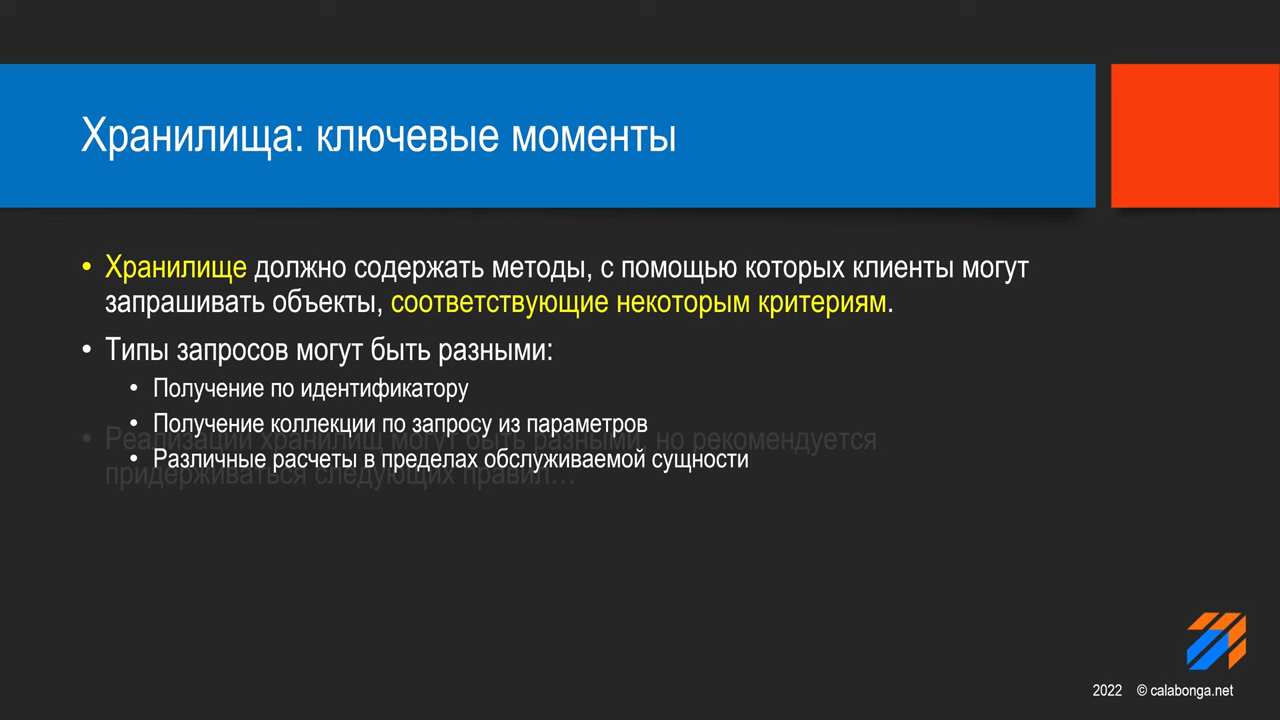 Хранилища: ключевые моменты
• Хранилище должно содержать методы, с помощью которых клиенты могут
запрашивать объекты, соответствующие некоторым критериям.
• Типы запросов могут быть разными:
• Получение по идентификатору
• Получение коллекции по запросу из параметров
• Реализации хранилищ могут быть разными, но рекомендуется
• Различные расчеты в пределах обслуживаемой сущности
придерживаться следующих правил...
2022 © calabonga.net